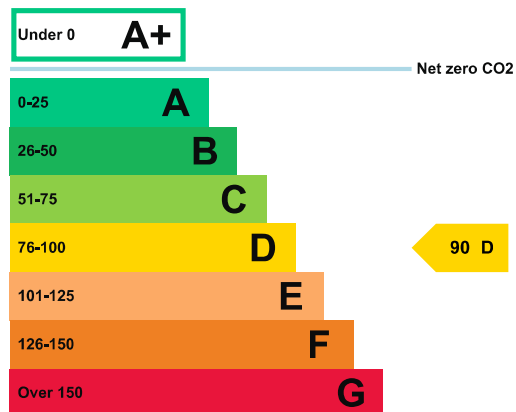 Under 0 A+
Net zero CO2
0-25 A
26-50 B
51-75 C
76-100 D
90 D
101-125 E
126-150 F
Over 150 G